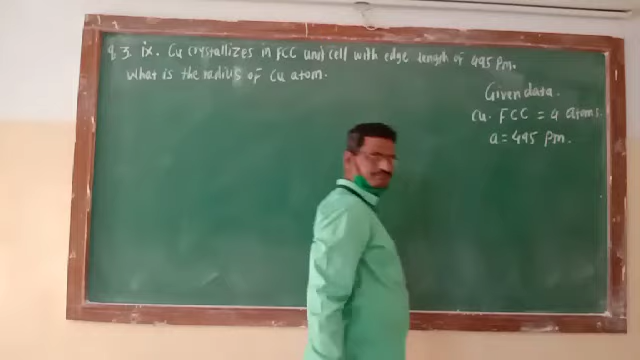 Q 3. ix. Cu crystallizes in FCC unit cell with edge length of 495 Pm.
What is the radius of Cu atom.
Given data.
Cu. FCC = 4 atoms.
a = 495 Pm.